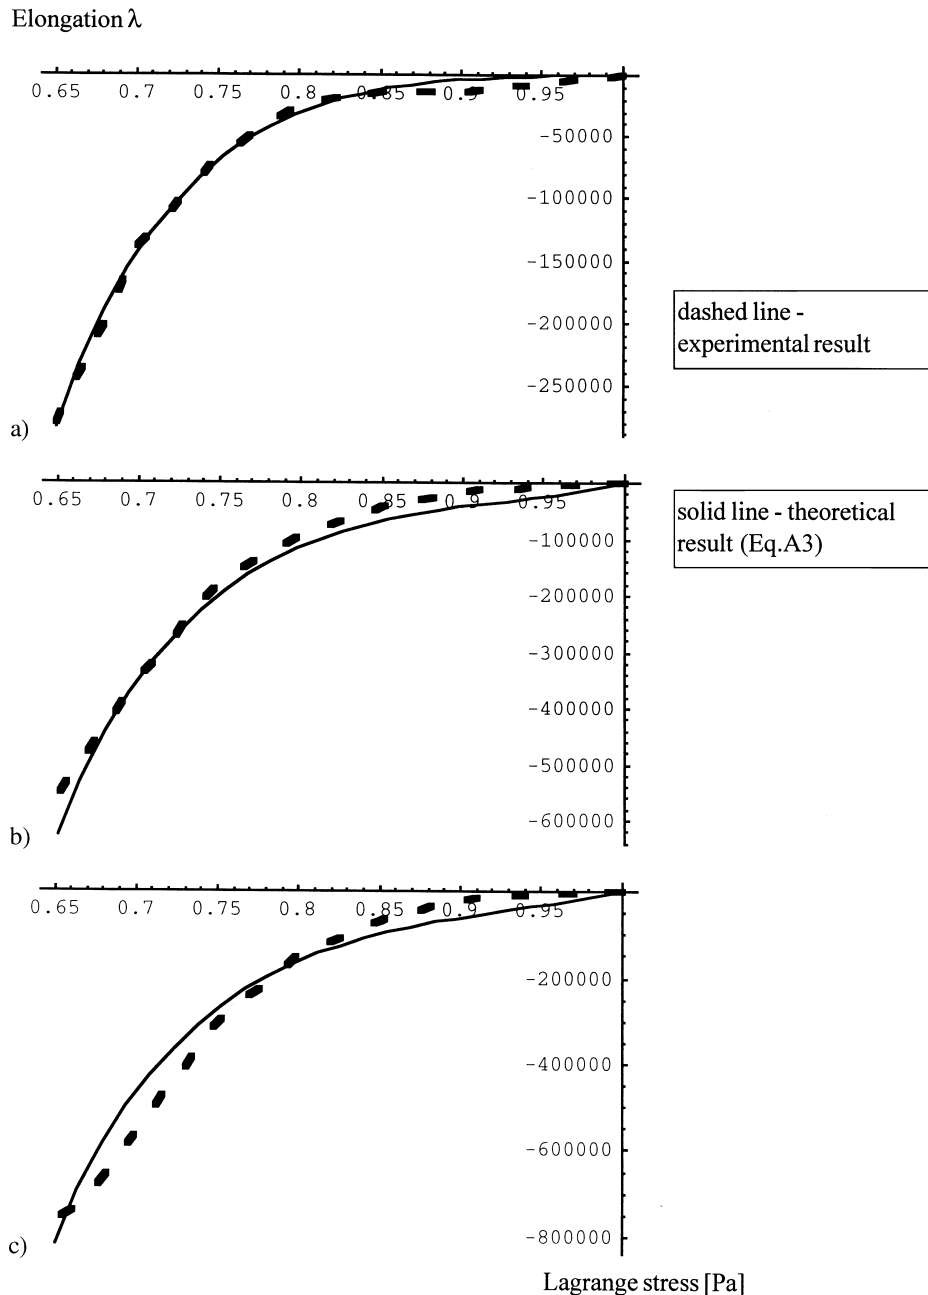 Elongation λ
0.65 0.7 0.75 0.8 0.85 0.9 0.95
-50000
-100000
-150000
-200000
-250000
dashed line -
experimental result
a)
0.65 0.7 0.75 0.8 0.85 0.9 0.95
-100000
-200000
-300000
-400000
-500000
-600000
solid line - theoretical
result (Eq.A3)
b)
0.65 0.7 0.75 0.8 0.85 0.9 0.95
-200000
-400000
-600000
-800000
c)
Lagrange stress [Pa]